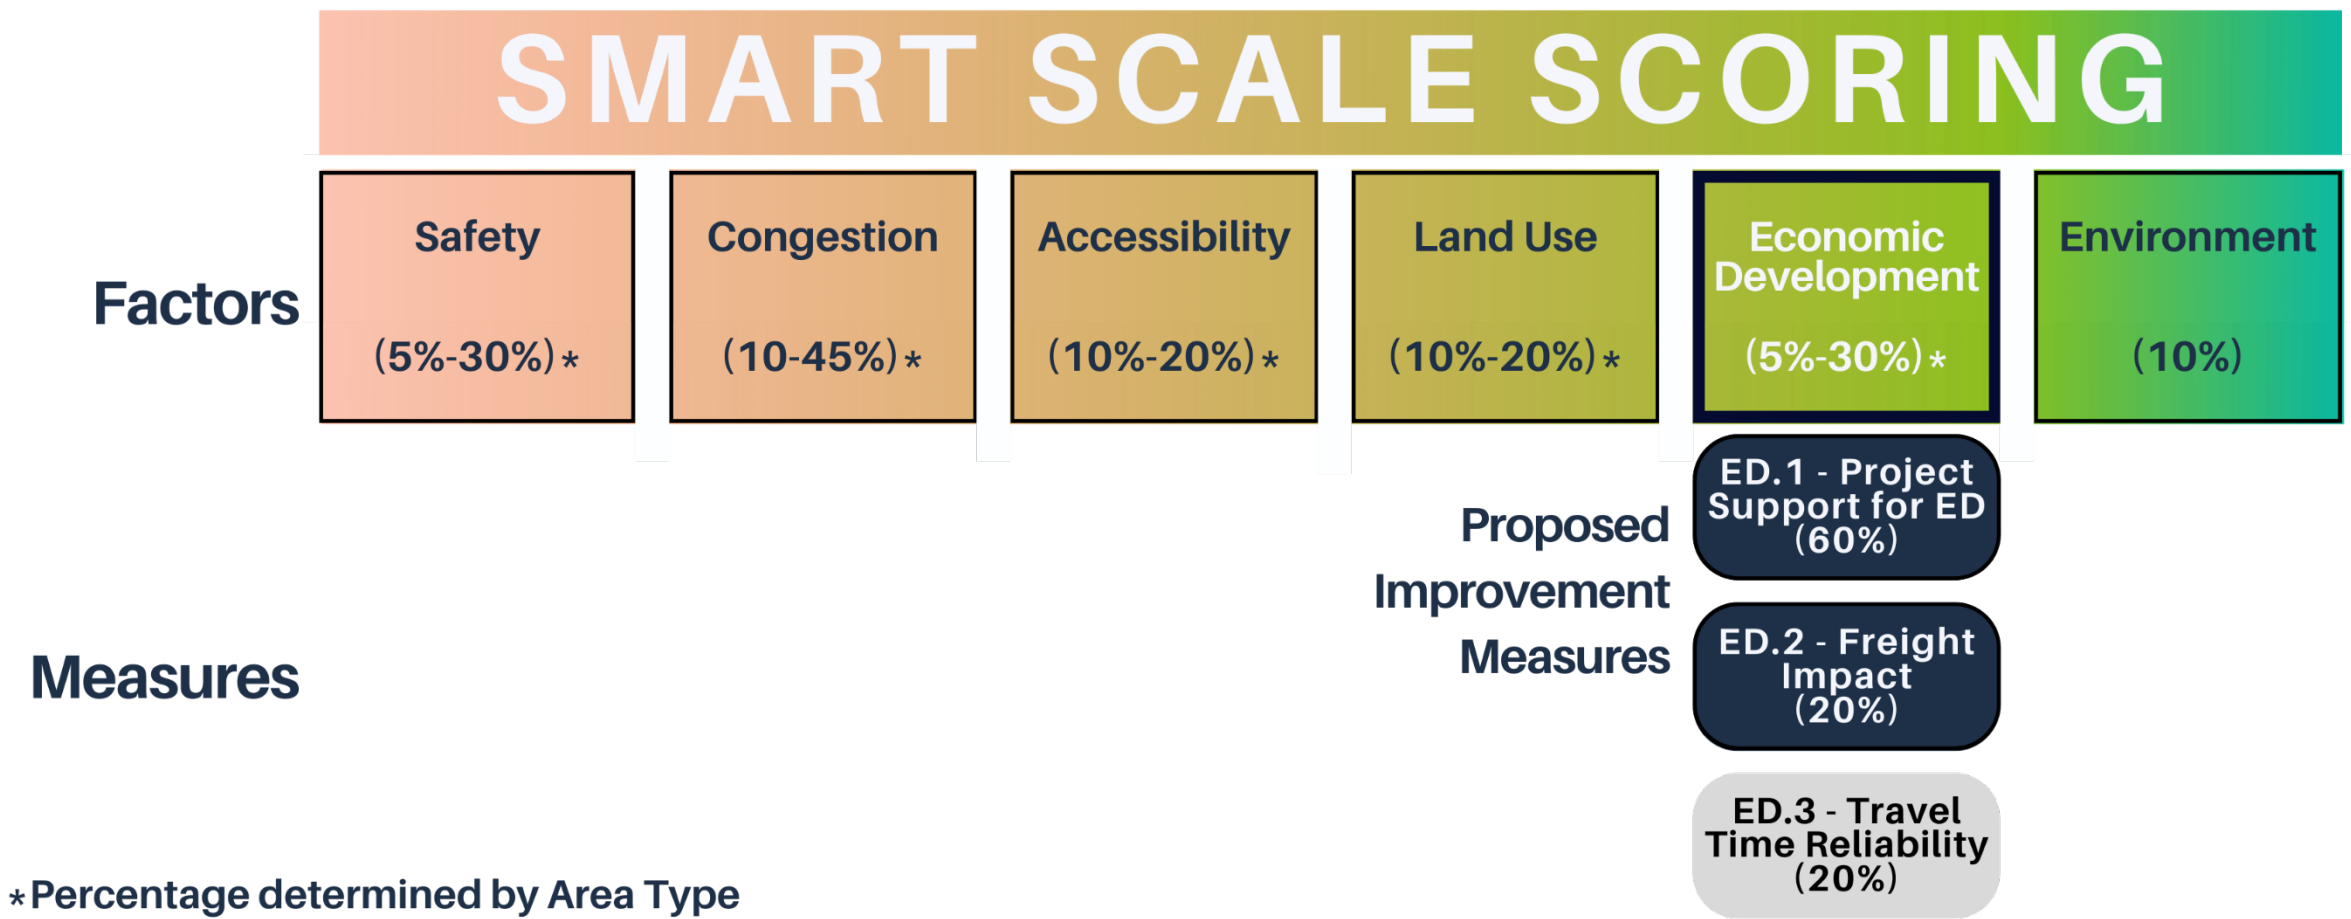 SMART SCALE SCORING
Factors
Safety
(5%-30%)*
Congestion
(10-45%)*
Accessibility
(10%-20%)*
Land Use
(10%-20%)*
Economic
Development
(5%-30%)*
Environment
(10%)
Measures
Proposed
Improvement
Measures
ED.1 - Project
Support for ED
(60%)
ED.2 - Freight
Impact
(20%)
ED.3 - Travel
Time Reliability
(20%)
*Percentage determined by Area Type